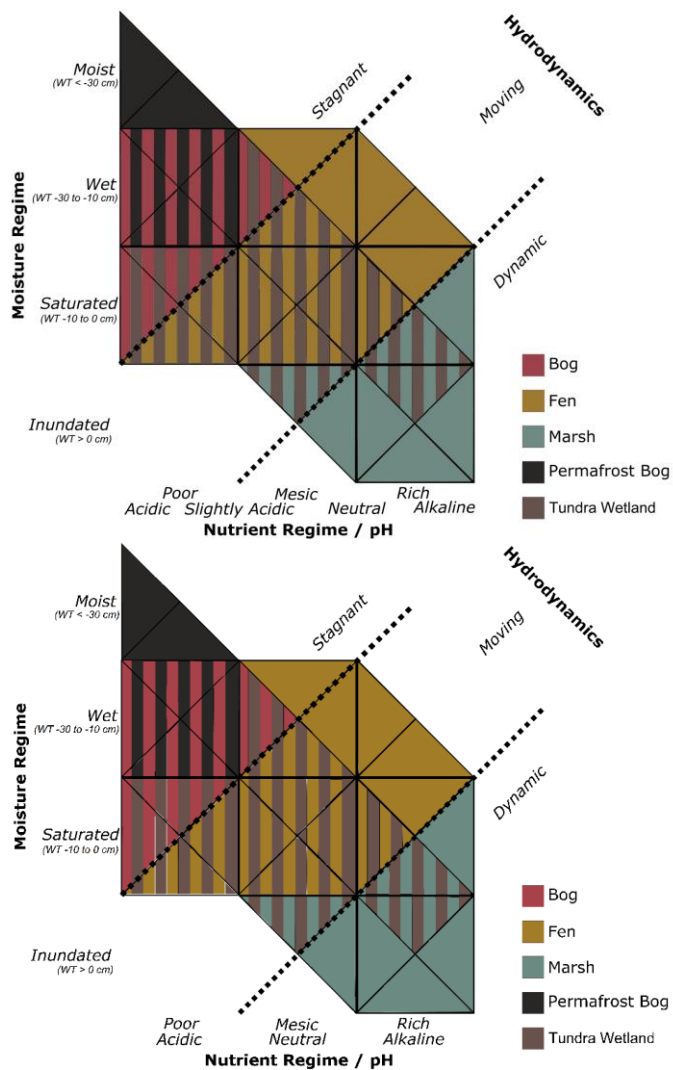 Hydrodynamics
Moist
(WT < -30 cm)
Stagnant
Moving
Moisture Regime
Wet
(WT -30 to -10 cm)
Dynamic
Saturated
(WT -10 to 0 cm)
Bog
Fen
Inundated
(WT > 0 cm)
Marsh
Permafrost Bog
Poor Mesic Rich
Acidic Slightly Acidic Neutral Alkaline
Tundra Wetland
Nutrient Regime / pH
Hydrodynamics
Moist
(WT < -30 cm)
Stagnant
Moving
Moisture Regime
Wet
(WT -30 to -10 cm)
Dynamic
Saturated
(WT -10 to 0 cm)
Bog
Fen
Inundated
(WT > 0 cm)
Marsh
Permafrost Bog
Poor Mesic Rich
Acidic Neutral Alkaline
Tundra Wetland
Nutrient Regime / pH